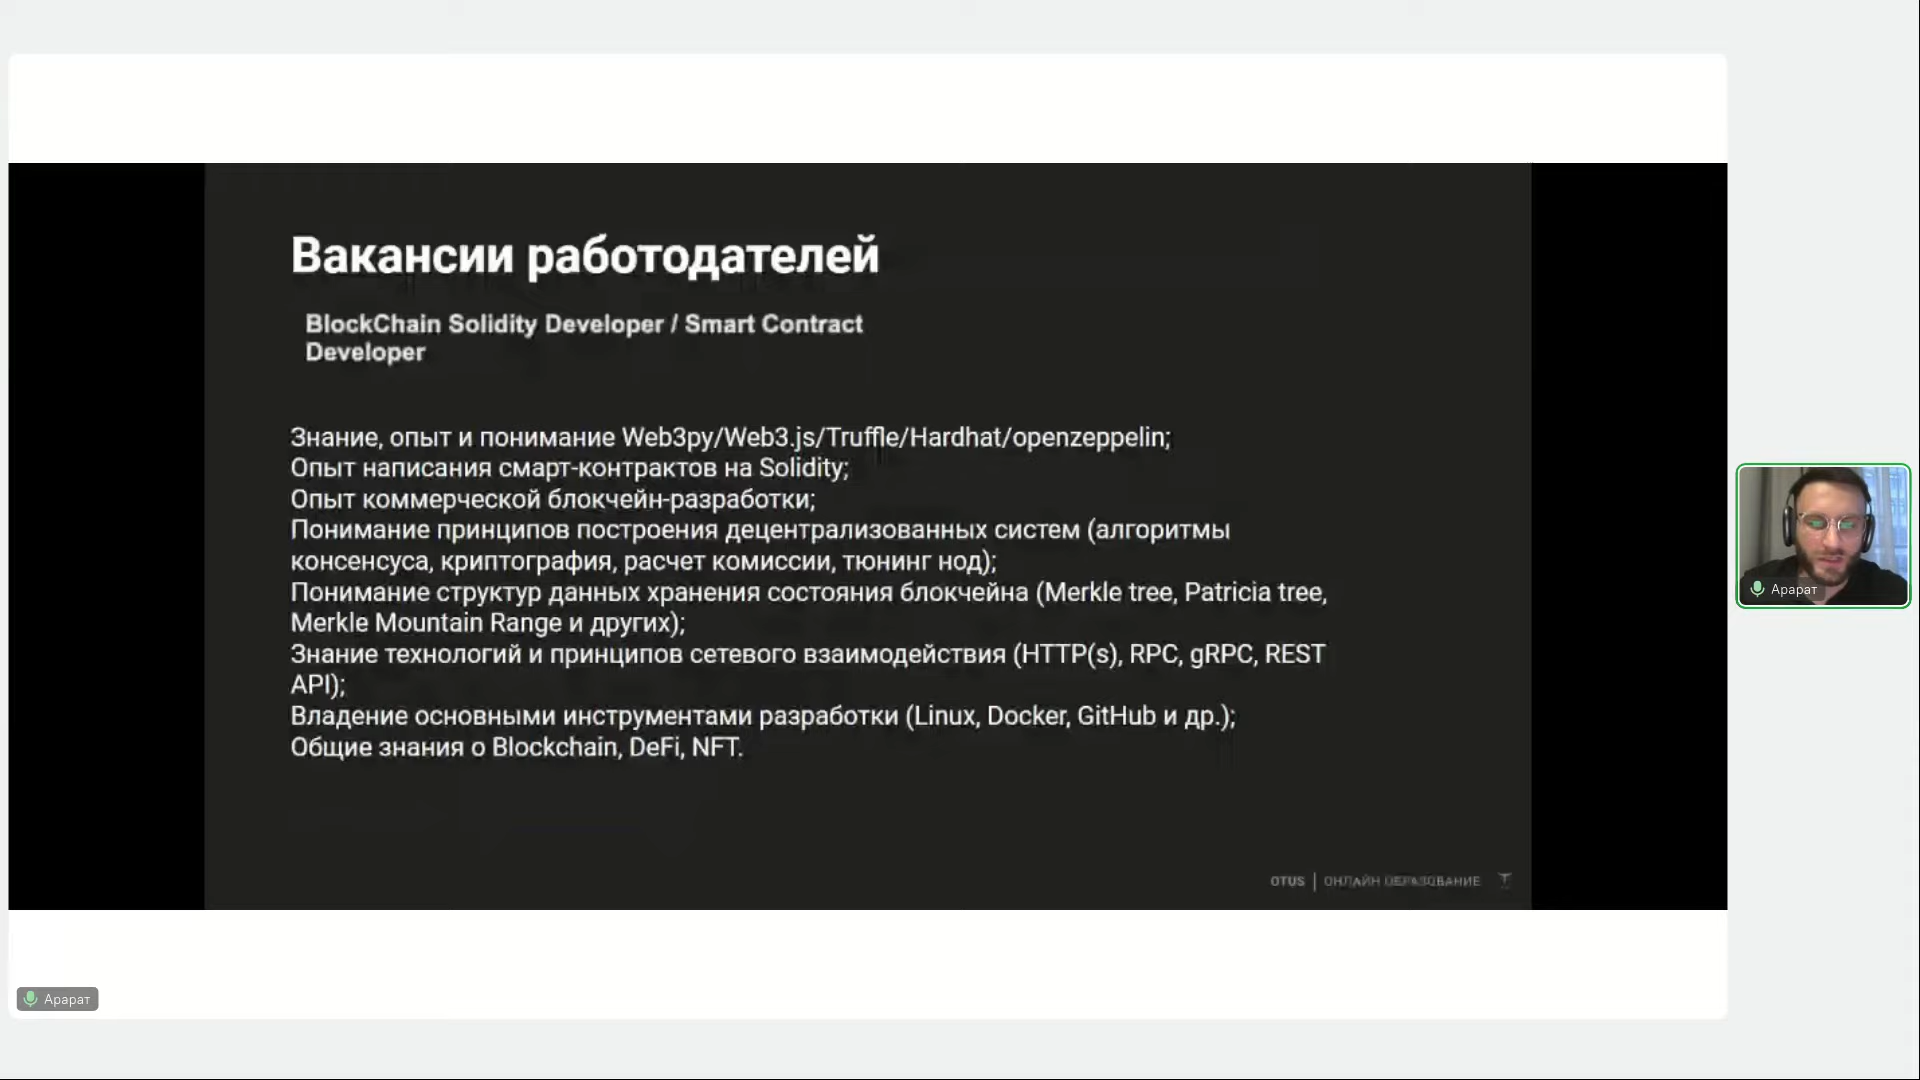 Вакансии работодателей
BlockChain Solidity Developer / Smart Contract
Developer
Знание, опыт и понимание Web3py/Web3.js/Truffle/Hardhat/openzeppelin;
Опыт написания смарт-контрактов на Solidity;
Опыт коммерческой блокчейн-разработки;
Понимание принципов построения децентрализованных систем (алгоритмы
консенсуса, криптография, расчет комиссии, тюнинг нод);
Понимание структур данных хранения состояния блокчейна (Merkle tree, Patricia tree,
Merkle Mountain Range и других);
Знание технологий и принципов сетевого взаимодействия (HTTP(s), RPC, gRPC, REST
API);
Владение основными инструментами разработки (Linux, Docker, GitHub и др.);
Общие знания о Blockchain, DeFi, NFT.
OTUS | ОНЛАЙН ОБРАЗОВАНИЕ
Арарат
Арарат